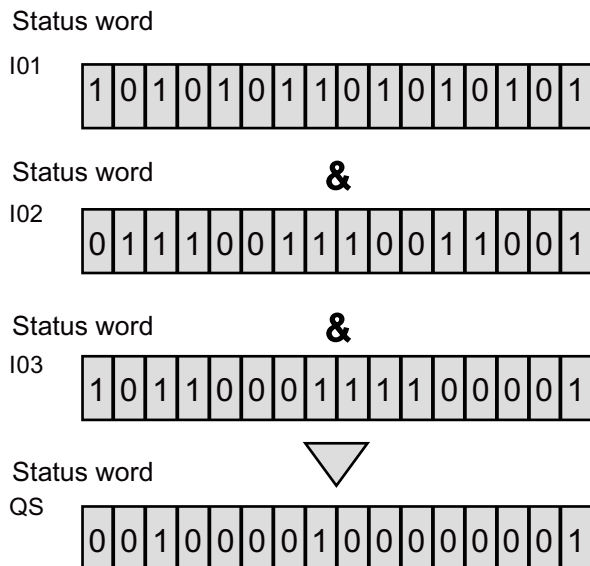 Status word
I01
1 0 1 0 1 0 1 1 0 1 0 1 0 1 0 1
Status word &
I02
0 1 1 1 0 0 1 1 1 0 0 1 1 0 0 1
Status word &
I03
1 0 1 1 0 0 0 1 1 1 1 0 0 0 0 1
Status word
QS
0 0 1 0 0 0 0 1 0 0 0 0 0 0 0 1